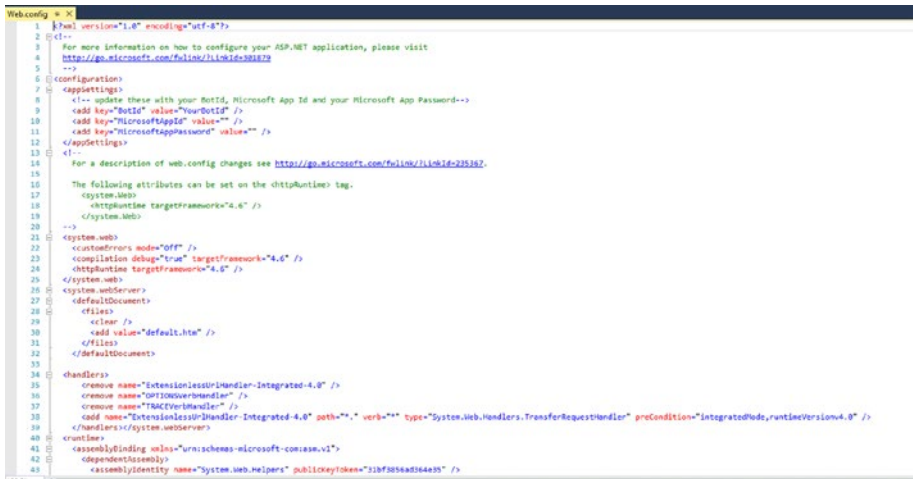 Web.config
1 <?xml version="1.0" encoding="utf-8"?>
2 <!--
3 For more information on how to configure your ASP.NET application, please visit
4 http://go.microsoft.com/fwlink/?LinkId=301879
5 -->
6 <configuration>
7 <appSettings>
8 <!-- update these with your BotId, Microsoft App Id and your Microsoft App Password-->
9 <add key="BotId" value="YourBotId" />
10 <add key="MicrosoftAppId" value="" />
11 <add key="MicrosoftAppPassword" value="" />
12 </appSettings>
13 <!--
14 For a description of web.config changes see http://go.microsoft.com/fwlink/?LinkId=235367.
15
16 The following attributes can be set on the <httpRuntime> tag.
17 <system.Web>
18 <httpRuntime targetFramework="4.6" />
19 </system.Web>
20 -->
21 <system.web>
22 <customErrors mode="Off" />
23 <compilation debug="true" targetFramework="4.6" />
24 <httpRuntime targetFramework="4.6" />
25 </system.web>
26 <system.webServer>
27 <defaultDocument>
28 <files>
29 <clear />
30 <add value="default.htm" />
31 </files>
32 </defaultDocument>
33
34 <handlers>
35 <remove name="ExtensionlessUrlHandler-Integrated-4.0" />
36 <remove name="OPTIONSVerbHandler" />
37 <remove name="TRACEVerbHandler" />
38 <add name="ExtensionlessUrlHandler-Integrated-4.0" path="*." verb="*" type="System.Web.Handlers.TransferRequestHandler" preCondition="integratedMode,runtimeVersionv4.0" />
39 </handlers></system.webServer>
40 <runtime>
41 <assemblyBinding xmlns="urn:schemas-microsoft-com:asm.v1">
42 <dependentAssembly>
43 <assemblyIdentity name="System.Web.Helpers" publicKeyToken="31bf3856ad364e35" />